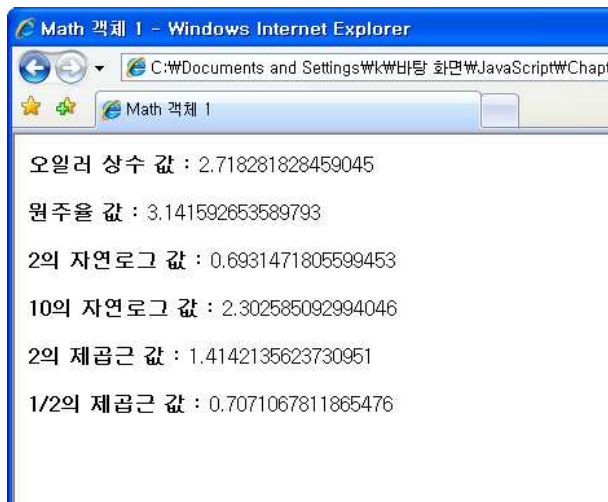 Math 객체 1 - Windows Internet Explorer
C:₩Documents and Settings₩k₩바탕 화면₩JavaScript₩Chapt
Math 객체 1
오일러 상수 값 : 2.718281828459045
원주율 값 : 3.141592653589793
2의 자연로그 값 : 0.6931471805599453
10의 자연로그 값 : 2.302585092994046
2의 제곱근 값 : 1.4142135623730951
1/2의 제곱근 값 : 0.7071067811865476